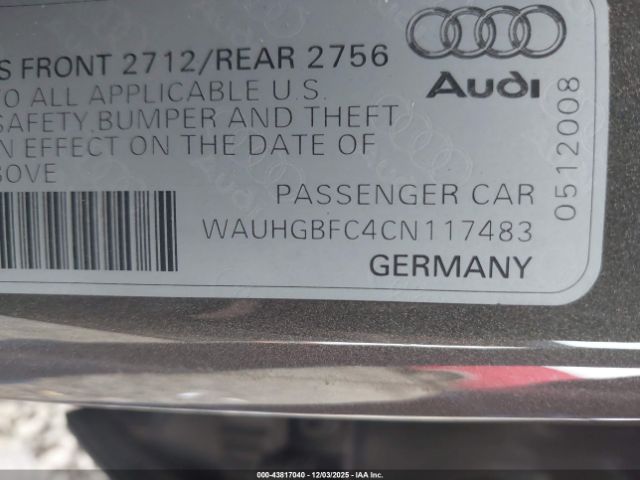 S FRONT 2712/REAR 2756
O ALL APPLICABLE U.S.
SAFETY, BUMPER AND THEFT
N EFFECT ON THE DATE OF
BOVE
Audi
0512008
PASSENGER CAR
WAUHGBFC4CN117483
GERMANY
000-43817040 - 12/03/2025 - IAAC, Inc.